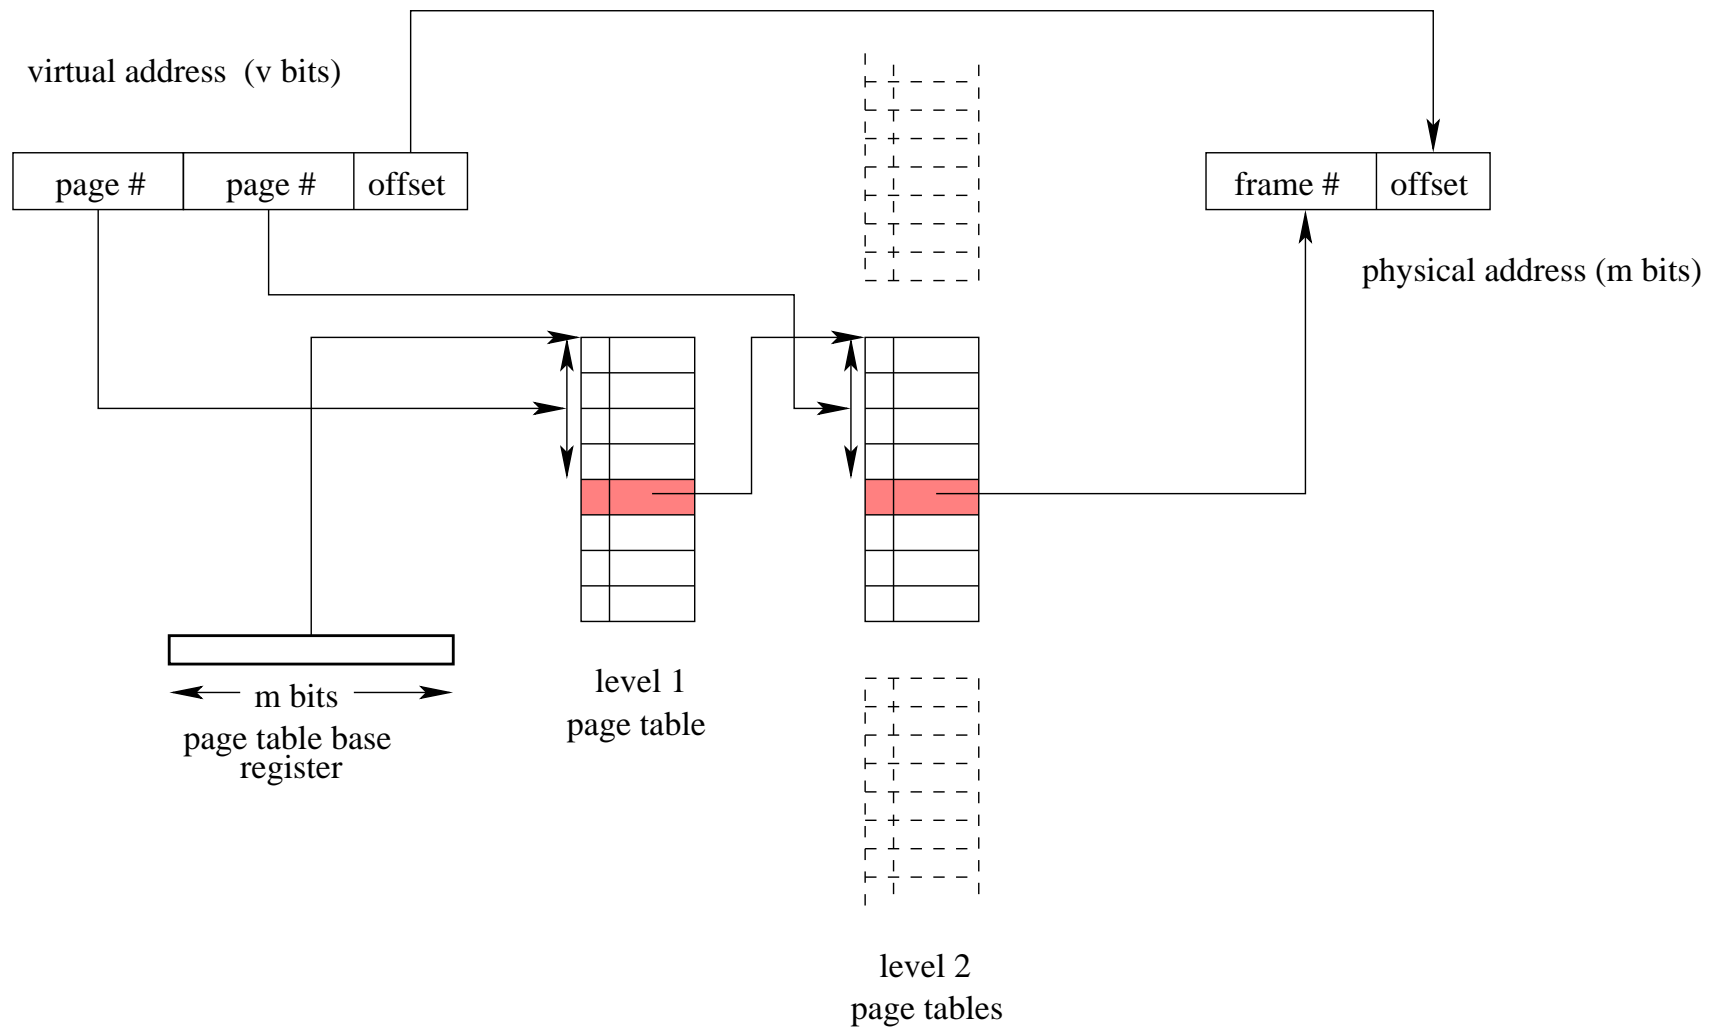 virtual address (v bits)
page #
page #
offset
frame #
offset
physical address (m bits)
m bits
page table base
register
level 1
page table
level 2
page tables